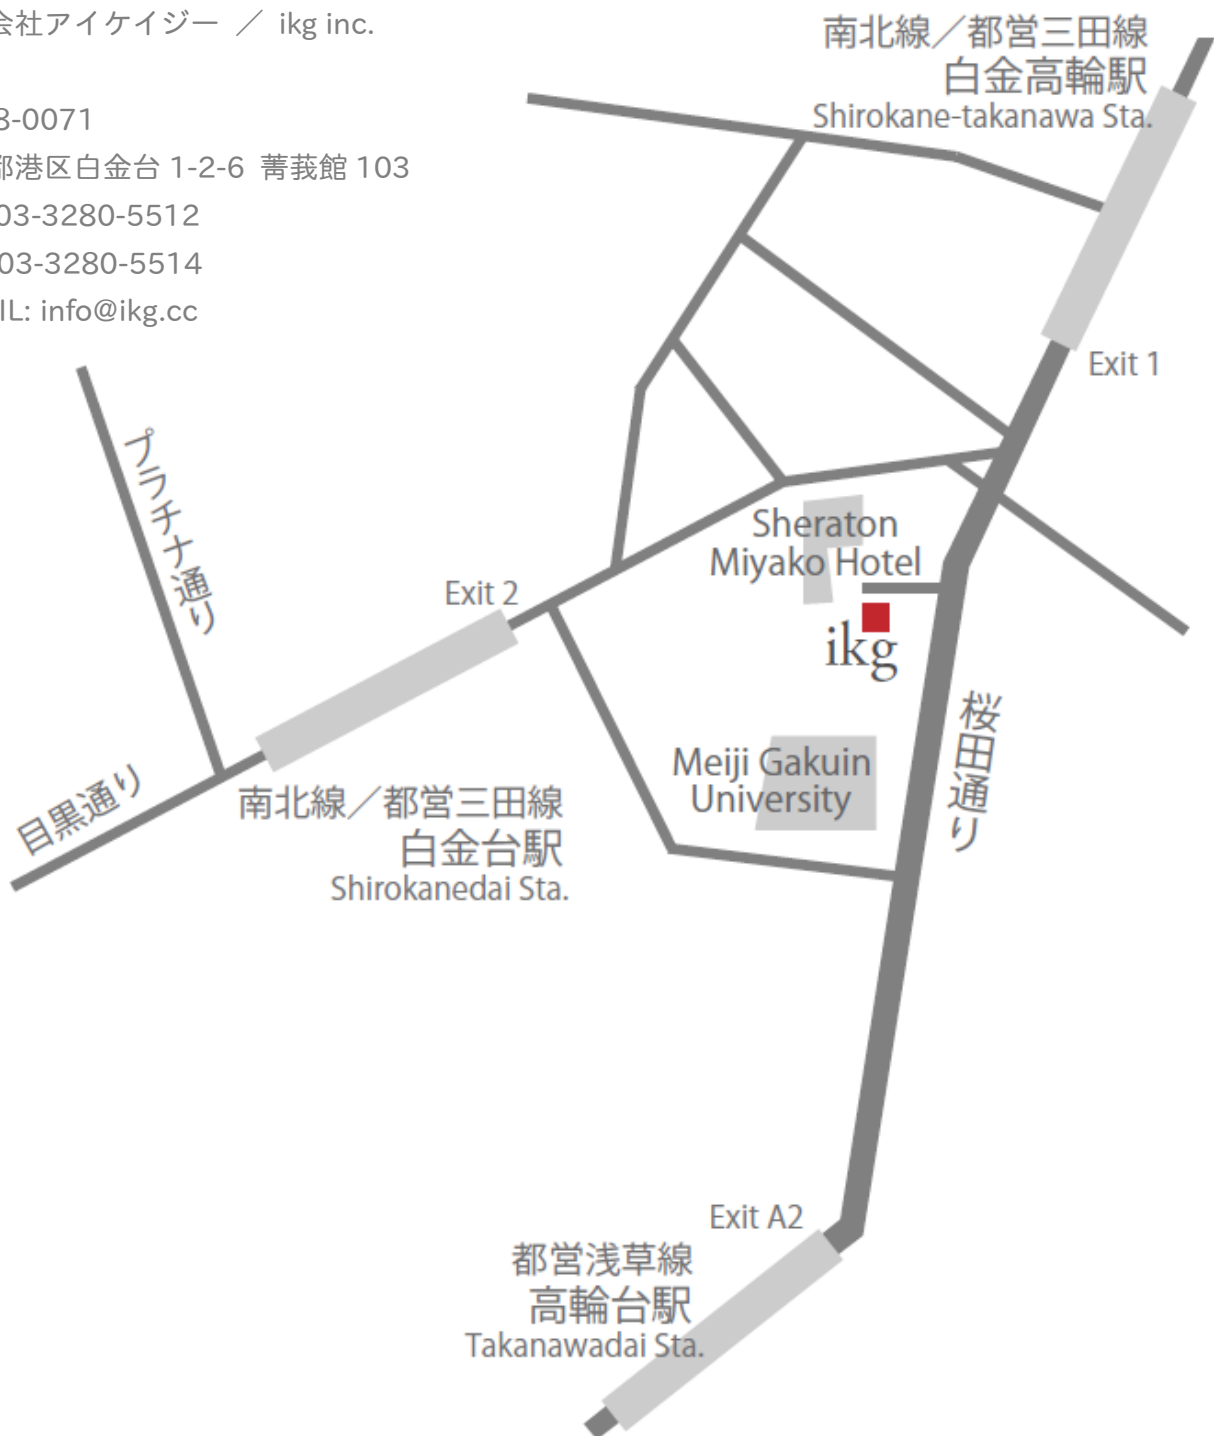 会社アイケイジー ／ ikg inc.
8-0071
都港区白金台 1-2-6 菁莪館 103
03-3280-5512
03-3280-5514
IL: info@ikg.cc
南北線／都営三田線
白金高輪駅
Shirokane-takanawa Sta.
Exit 1
プラチナ通り
Sheraton
Miyako Hotel
Exit 2
ikg
桜田通り
Meiji Gakuin
University
目黒通り
南北線／都営三田線
白金台駅
Shirokanedai Sta.
Exit A2
都営浅草線
高輪台駅
Takanawadai Sta.